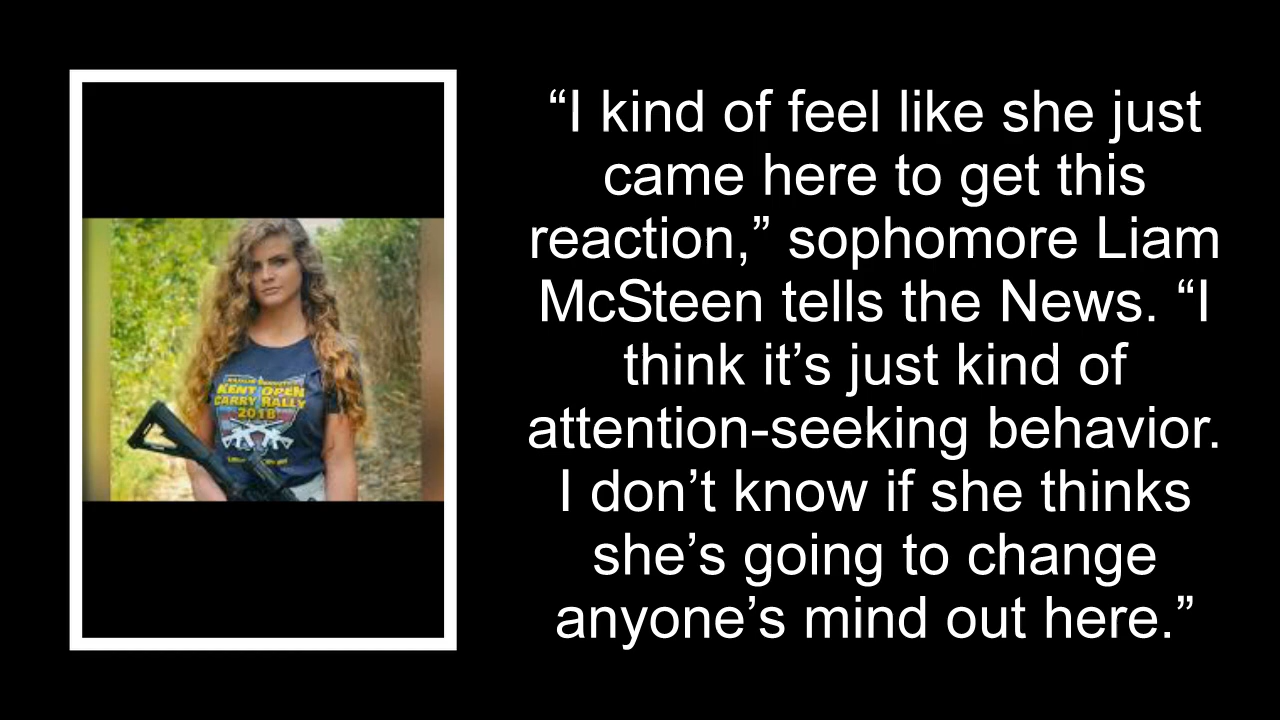 “I kind of feel like she just
came here to get this
reaction,” sophomore Liam
McSteen tells the News. “I
think it’s just kind of
attention-seeking behavior.
I don’t know if she thinks
she’s going to change
anyone’s mind out here.”
KENT OPEN
CARRY RALLY
2018